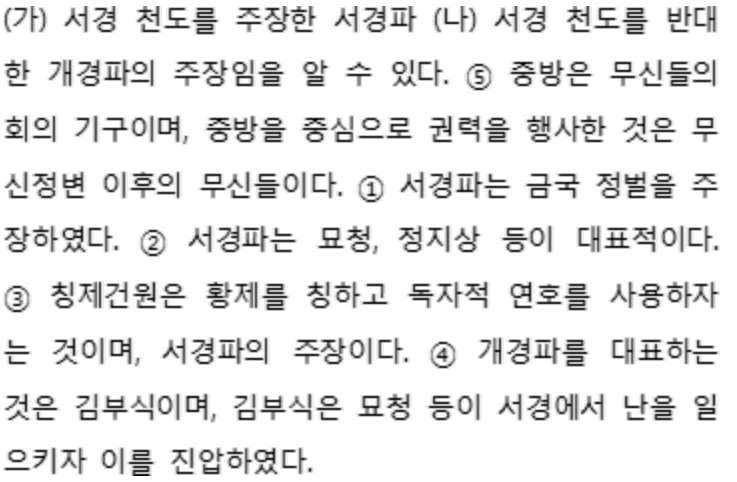 (가) 서경 천도를 주장한 서경파 (나) 서경 천도를 반대
한 개경파의 주장임을 알 수 있다. ⑤ 중방은 무신들의
회의 기구이며, 중방을 중심으로 권력을 행사한 것은 무
신정변 이후의 무신들이다. ① 서경파는 금국 정벌을 주
장하였다. ② 서경파는 묘청, 정지상 등이 대표적이다.
③ 칭제건원은 황제를 칭하고 독자적 연호를 사용하자
는 것이며, 서경파의 주장이다. ④ 개경파를 대표하는
것은 김부식이며, 김부식은 묘청 등이 서경에서 난을 일
으키자 이를 진압하였다.